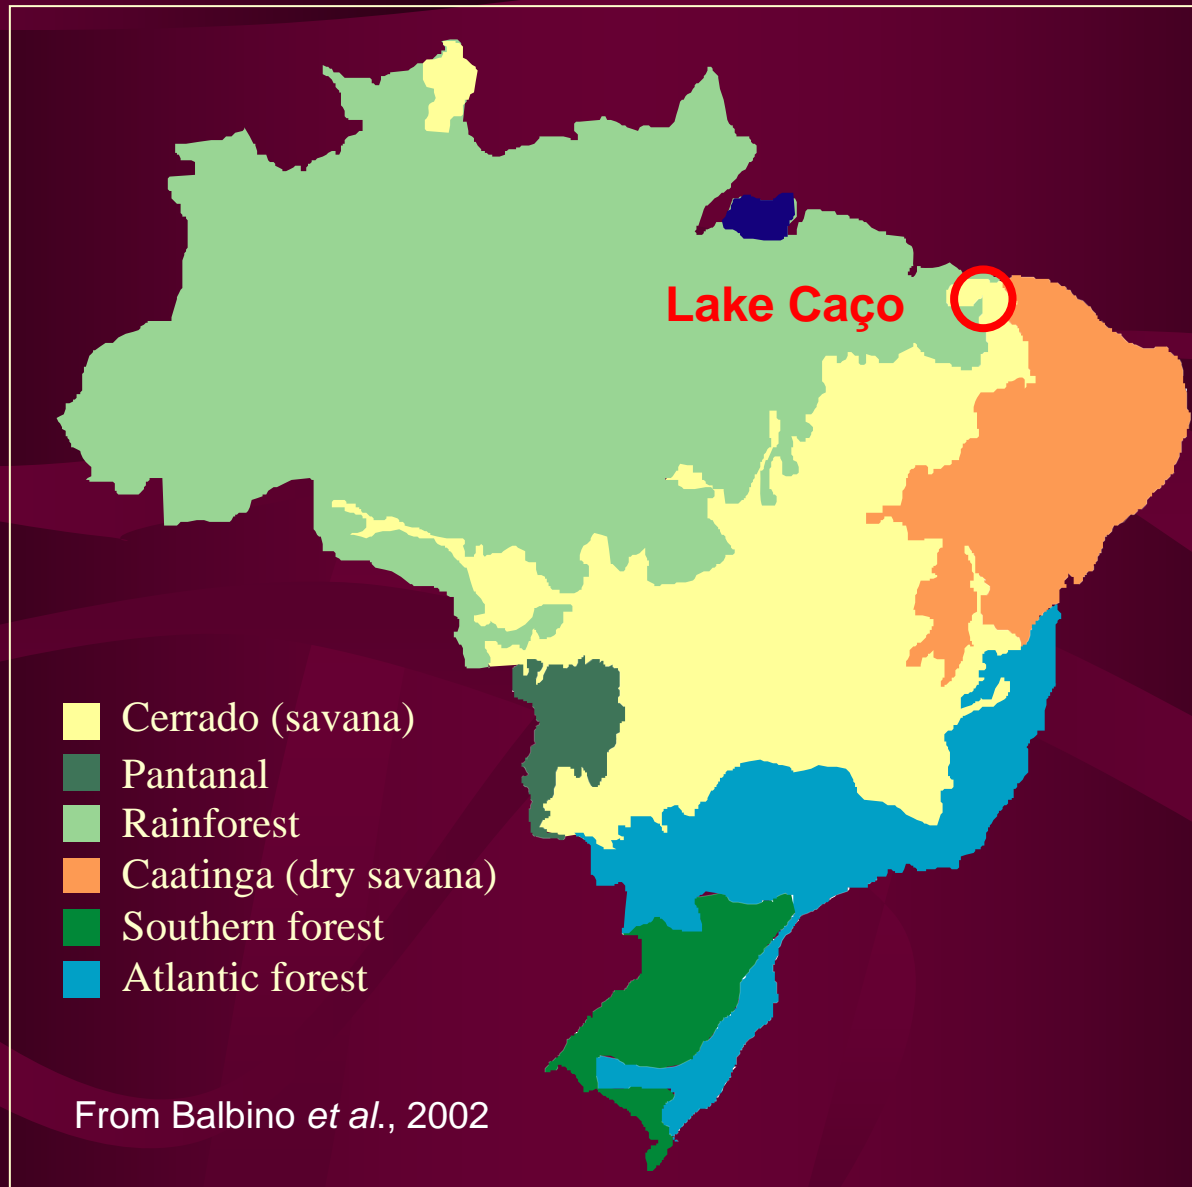 Lake Caço
Cerrado (savana)
Pantanal
Rainforest
Caatinga (dry savana)
Southern forest
Atlantic forest
From Balbino et al., 2002